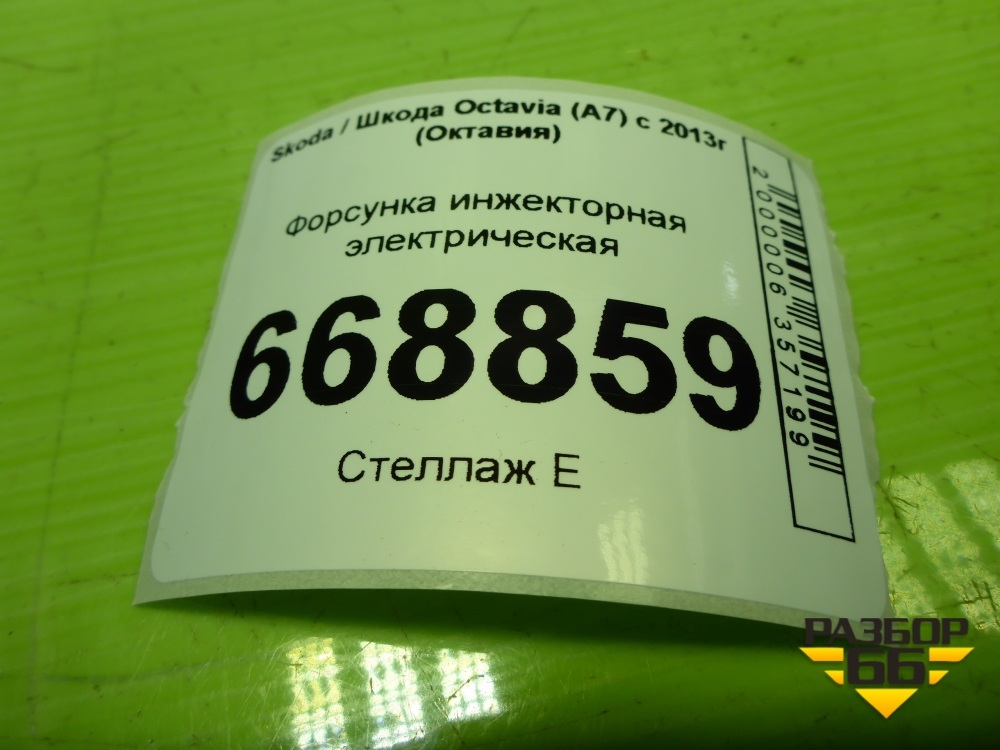 Skoda / Шкода Octavia (A7) с 2013г
(Октавия)
Форсунка инжекторная
электрическая
668859
Стеллаж Е
2000006357199
РАЗБОР
66